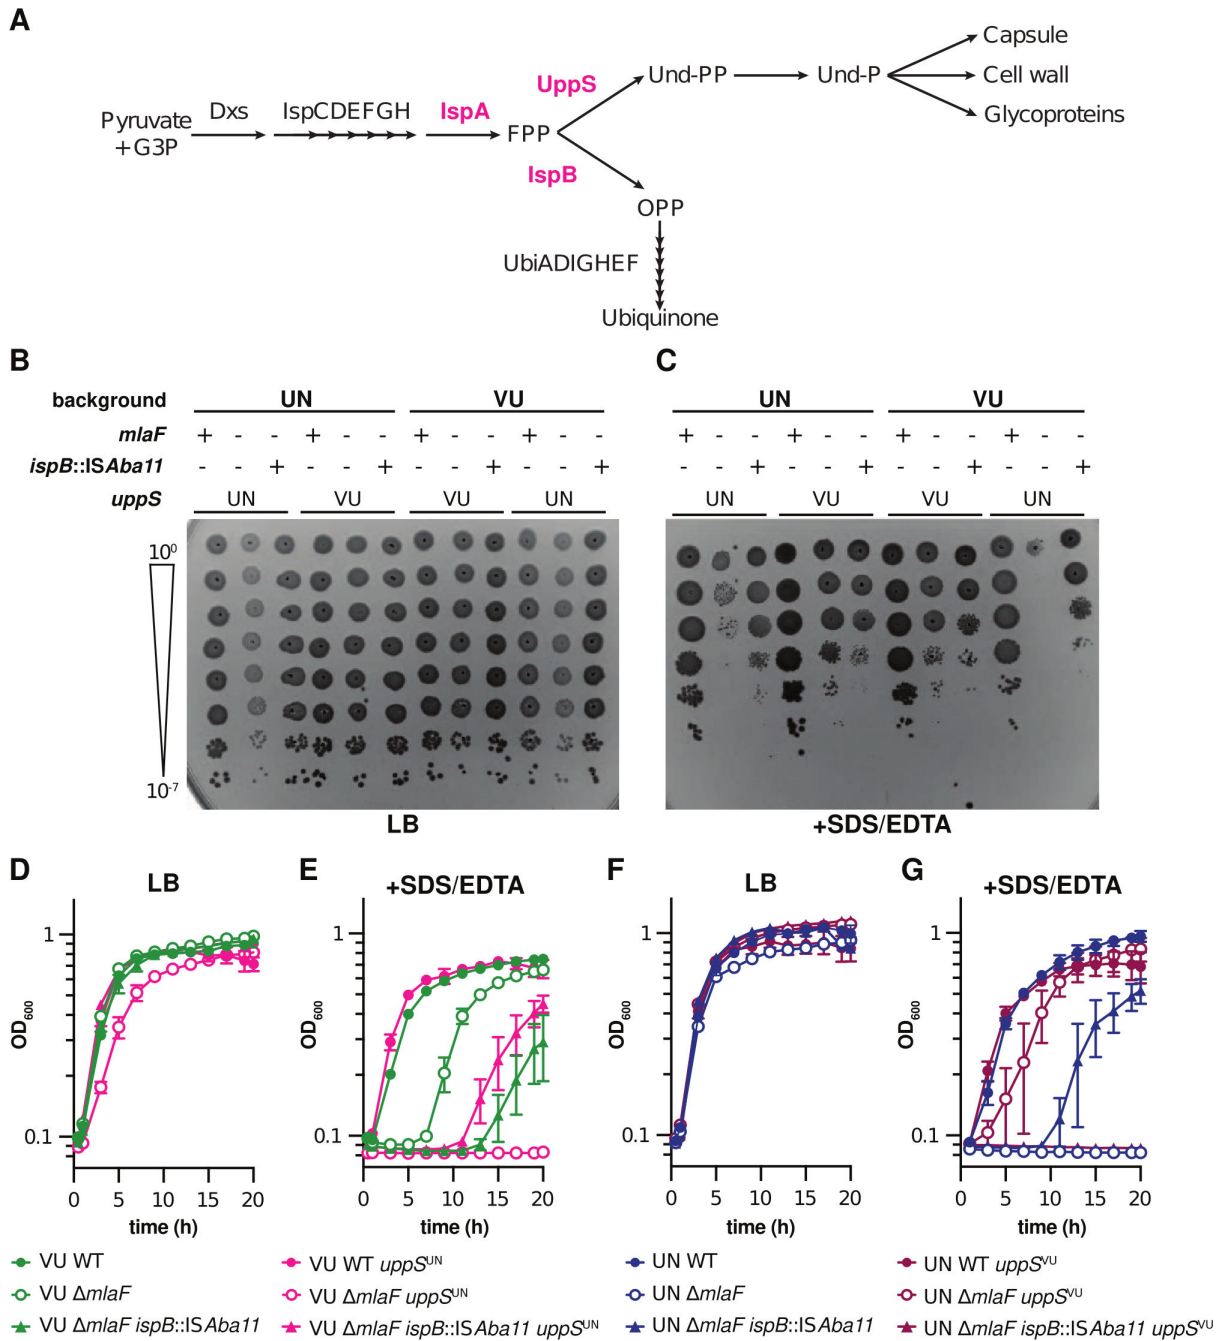 A
Pyruvate
+ G3P
Dxs
IspCDEFGH
IspA
FPP
UppS
IspB
Und-PP
Und-P
Capsule
Cell wall
Glycoproteins
OPP
UbiADIGHEF
Ubiquinone
B
background UN VU
mlaF + - - + - - + - - + - -
ispB::ISAba11 - - + - - + - - + - - +
uppS UN VU VU UN
10⁰
10⁻⁷
LB
C
UN VU
+ - - + - - + - - + - -
- - + - - + - - + - - +
UN VU VU UN
+SDS/EDTA
D
LB
OD₆₀₀
1
0.1
0 5 10 15 20
time (h)
E
+SDS/EDTA
OD₆₀₀
1
0.1
0 5 10 15 20
time (h)
F
LB
OD₆₀₀
1
0.1
0 5 10 15 20
time (h)
G
+SDS/EDTA
OD₆₀₀
1
0.1
0 5 10 15 20
time (h)
VU WT
VU ΔmlaF
VU ΔmlaF ispB::ISAba11
VU WT uppSᵁᴺ
VU ΔmlaF uppSᵁᴺ
VU ΔmlaF ispB::ISAba11 uppSᵁᴺ
UN WT
UN ΔmlaF
UN ΔmlaF ispB::ISAba11
UN WT uppSⱽᵁ
UN ΔmlaF uppSⱽᵁ
UN ΔmlaF ispB::ISAba11 uppSⱽᵁ